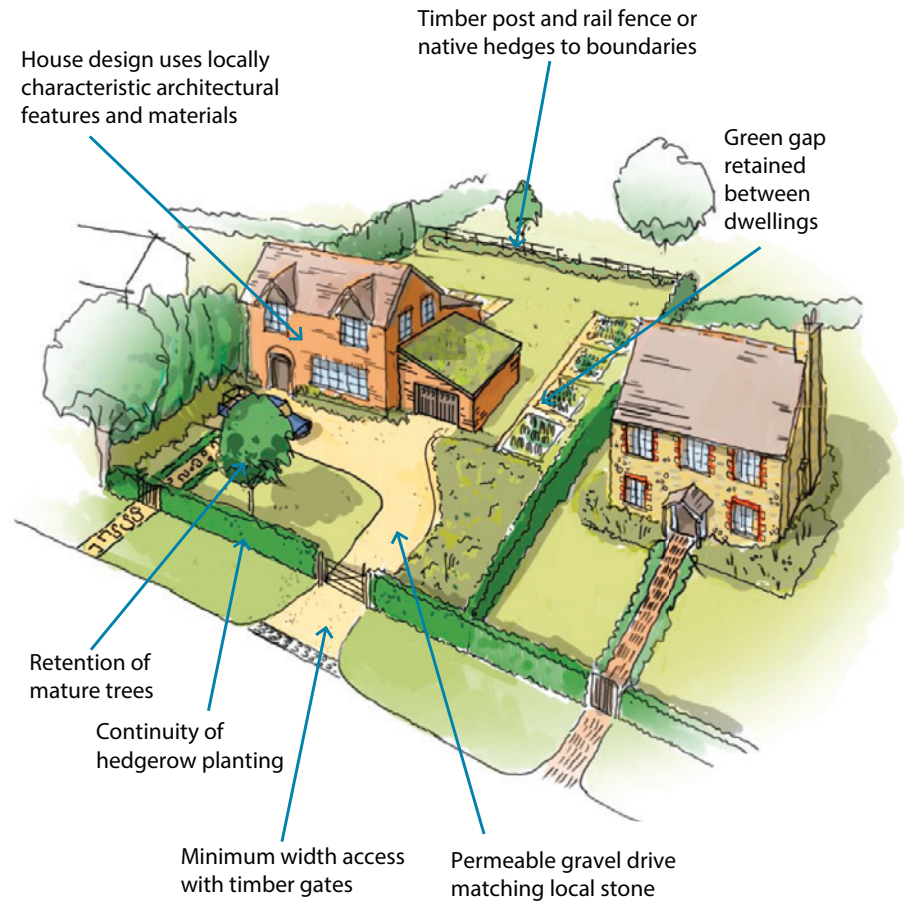 Timber post and rail fence or
native hedges to boundaries
House design uses locally
characteristic architectural
features and materials
Green gap
retained
between
dwellings
Retention of
mature trees
Continuity of
hedgerow planting
Minimum width access
with timber gates
Permeable gravel drive
matching local stone